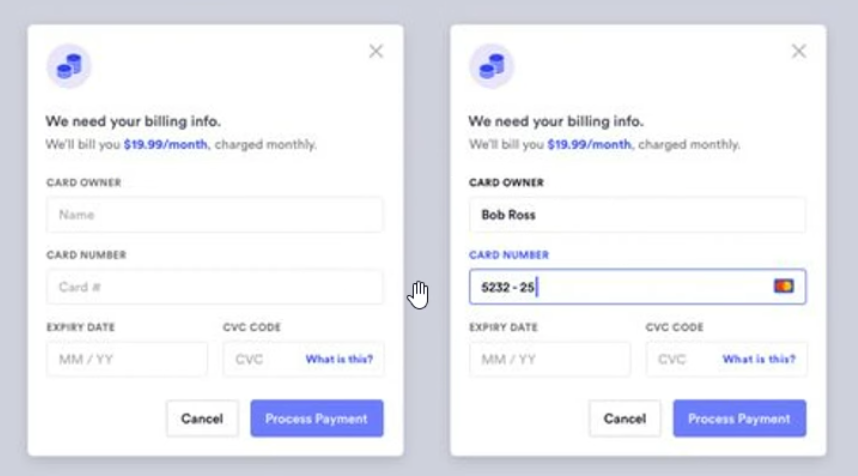 We need your billing info.
We'll bill you $19.99/month, charged monthly.
CARD OWNER
Name
CARD NUMBER
Card #
EXPIRY DATE CVC CODE
MM / YY CVC What is this?
Cancel Process Payment
We need your billing info.
We'll bill you $19.99/month, charged monthly.
CARD OWNER
Bob Ross
CARD NUMBER
5232 - 25
EXPIRY DATE CVC CODE
MM / YY CVC What is this?
Cancel Process Payment